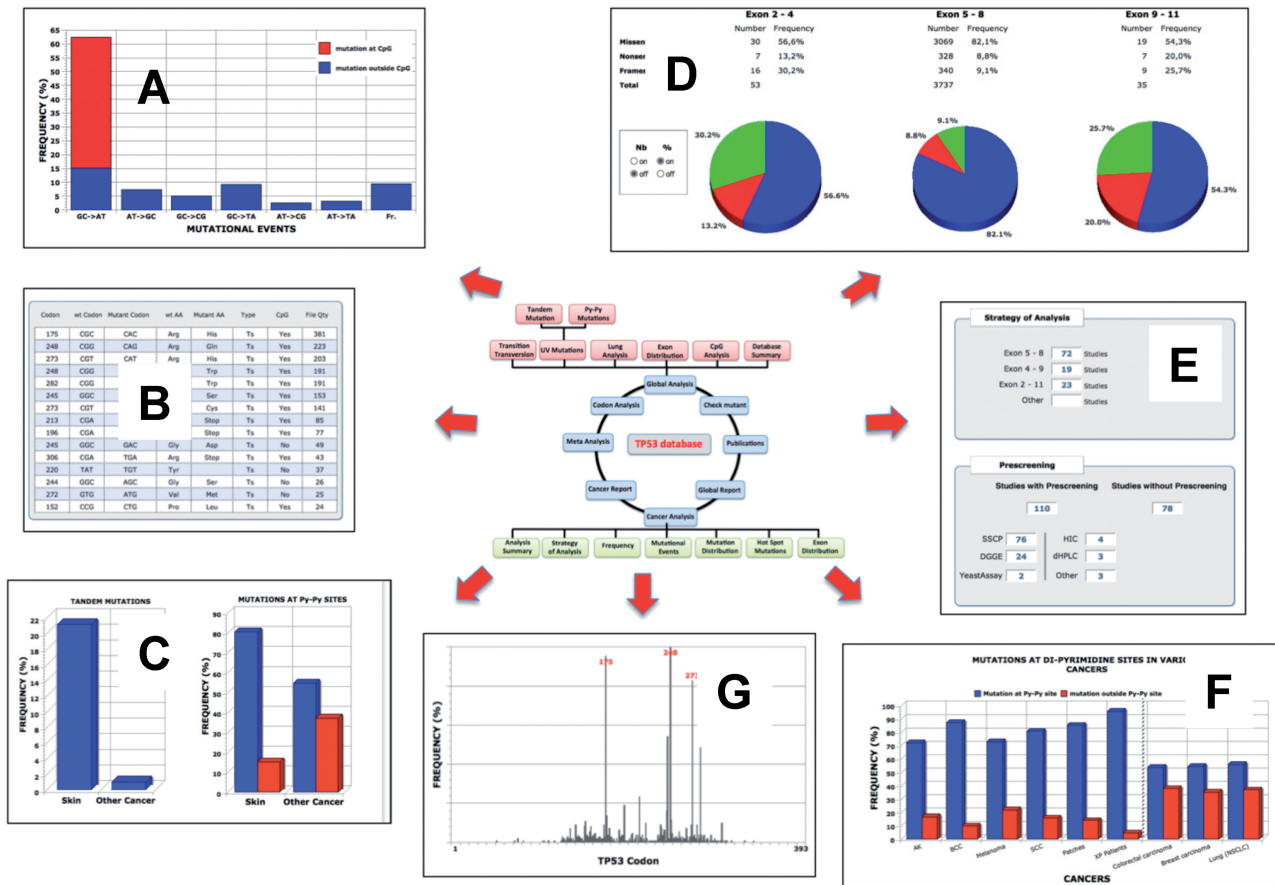 A
65
60
55
50
45
40
35
30
25
20
15
10
5
0
FREQUENCY (%)
mutation at CpG
mutation outside CpG
GC->AT AT->GC GC->CG GC->TA AT->CG AT->TA Fr.
MUTATIONAL EVENTS
D
Exon 2 - 4 Exon 5 - 8 Exon 9 - 11
Number Frequency Number Frequency Number Frequency
Missen 30 56,6% 3069 82,1% 19 54,3%
Nonser 7 13,2% 328 8,8% 7 20,0%
Frames 16 30,2% 340 9,1% 9 25,7%
Total 53 3737 35
Nb %
on on
off off
30.2% 56.6% 13.2%
9.1% 8.8% 82.1%
25.7% 54.3% 20.0%
B
Codon wt Codon Mutant Codon wt AA Mutant AA Type CpG File Qty
175 CGC CAC Arg His Ts Yes 381
248 CGG CAG Arg Gln Ts Yes 223
273 CGT CAT Arg His Ts Yes 203
248 CGG Trp Ts Yes 191
282 CGG Trp Ts Yes 191
245 GGC Ser Ts Yes 153
273 CGT Cys Ts Yes 141
213 CGA Stop Ts Yes 85
196 CGA Stop Ts Yes 77
245 GGC GAC Gly Asp Ts No 49
306 CGA TGA Arg Stop Ts Yes 43
220 TAT TGT Tyr Ts No 37
244 GGC AGC Gly Ser Ts No 26
272 GTG ATG Val Met Ts No 25
152 CCG CTG Pro Leu Ts Yes 24
Tandem Mutation
Py-Py Mutations
Transition Transversion
UV Mutations
Lung Analysis
Exon Distribution
CpG Analysis
Database Summary
Global Analysis
Codon Analysis
Check mutant
Meta Analysis
TP53 database
Publications
Cancer Report
Global Report
Cancer Analysis
Analysis Summary
Strategy of Analysis
Frequency
Mutational Events
Mutation Distribution
Hot Spot Mutations
Exon Distribution
E
Strategy of Analysis
Exon 5 - 8 72 Studies
Exon 4 - 9 19 Studies
Exon 2 - 11 23 Studies
Other Studies
Prescreening
Studies with Prescreening Studies without Prescreening
110 78
SSCP 76 HIC 4
DGGE 24 dHPLC 3
YeastAssay 2 Other 3
C
TANDEM MUTATIONS
22
20
18
16
14
12
10
8
6
4
2
0
FREQUENCY (%)
Skin Other Cancer
MUTATIONS AT Py-Py SITES
90
80
70
60
50
40
30
20
10
0
FREQUENCY (%)
Skin Other Cancer
G
175 248
FREQUENCY (%)
1 393
TP53 Codon
F
MUTATIONS AT DI-PYRIMIDINE SITES IN VARIC
CANCERS
Mutation at Py-Py site mutation outside Py-Py site
100
90
80
70
60
50
40
30
20
10
0
FREQUENCY (%)
AK BCC Melanoma SCC Patches XP Patients Colorectal carcinoma Breast carcinoma Lung (NSCLC)
CANCERS